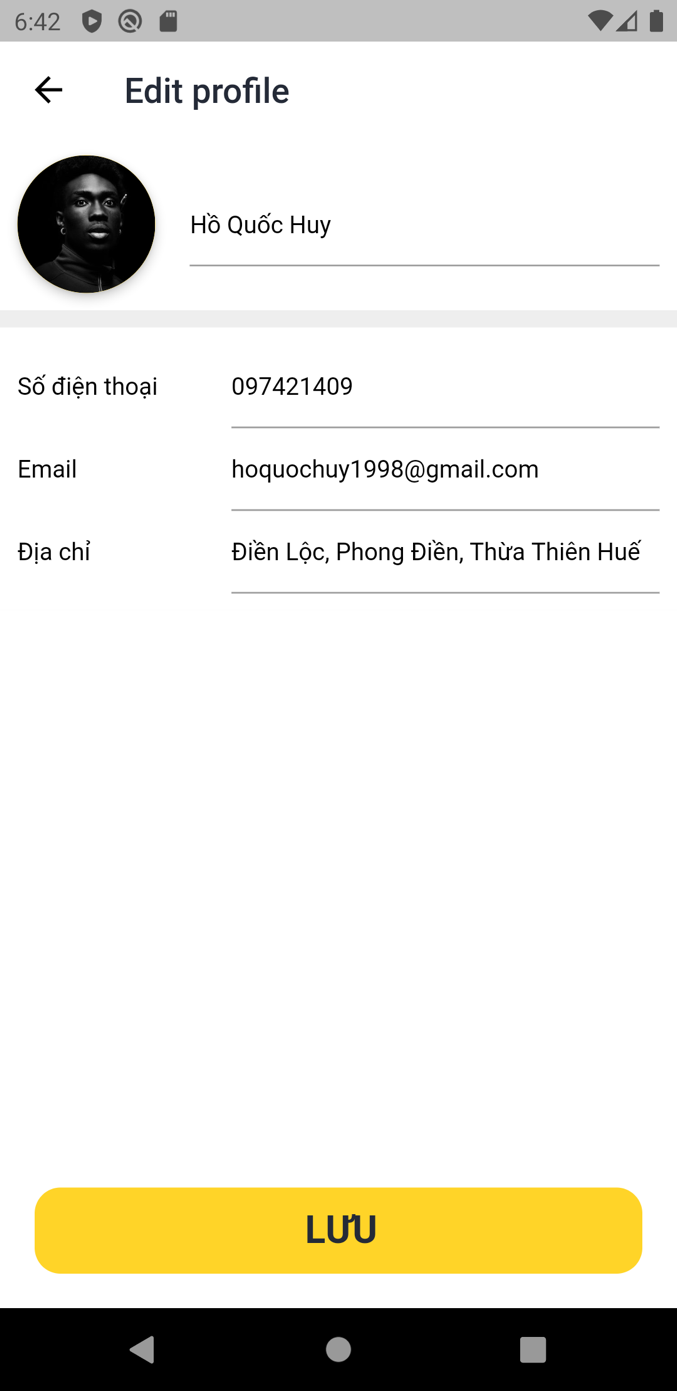 6:42
Edit profile
Hồ Quốc Huy
Số điện thoại 097421409
Email hoquochuy1998@gmail.com
Địa chỉ Điền Lộc, Phong Điền, Thừa Thiên Huế
LƯU